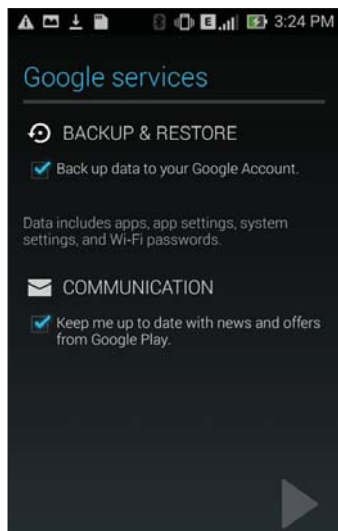 E 3:24 PM
Google services
BACKUP & RESTORE
Back up data to your Google Account.
Data includes apps, app settings, system
settings, and Wi-Fi passwords.
COMMUNICATION
Keep me up to date with news and offers
from Google Play.